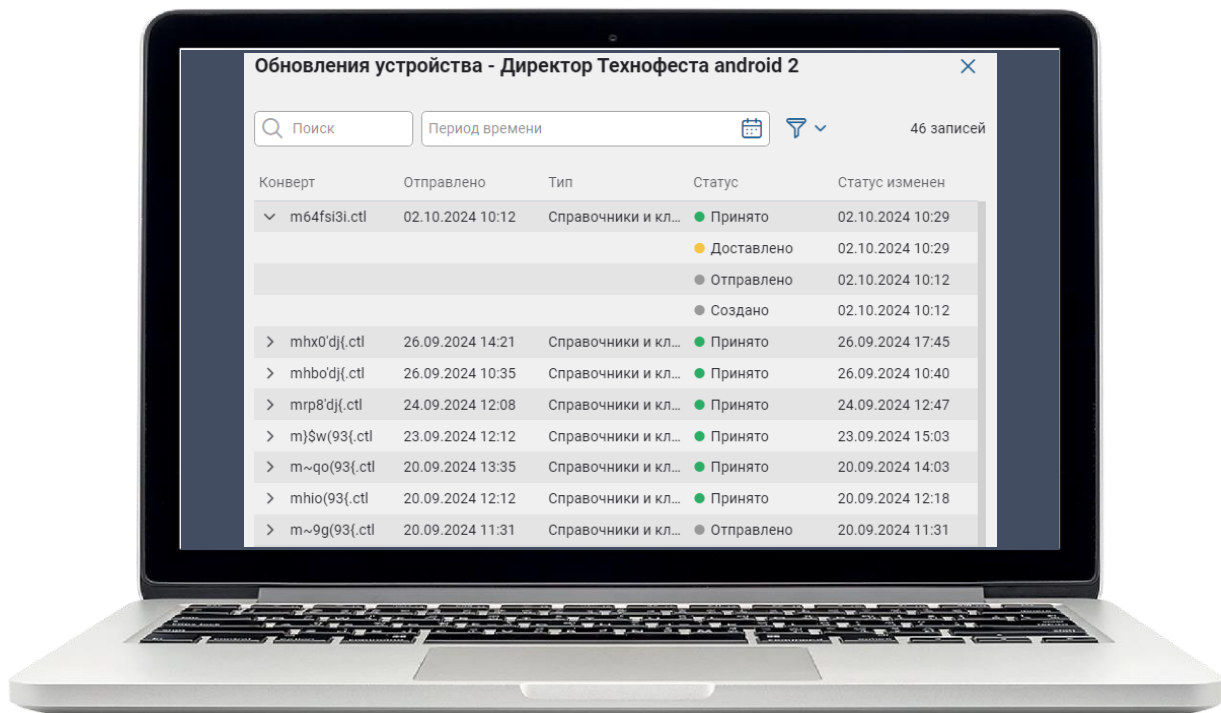 Обновления устройства - Директор Технофеста android 2
Поиск Период времени 46 записей
Конверт Отправлено Тип Статус Статус изменен
m64fsi3i.ctl 02.10.2024 10:12 Справочники и кл... Принято 02.10.2024 10:29
Доставлено 02.10.2024 10:29
Отправлено 02.10.2024 10:12
Создано 02.10.2024 10:12
mhx0'dj{.ctl 26.09.2024 14:21 Справочники и кл... Принято 26.09.2024 17:45
mhbo'dj{.ctl 26.09.2024 10:35 Справочники и кл... Принято 26.09.2024 10:40
mrp8'dj{.ctl 24.09.2024 12:08 Справочники и кл... Принято 24.09.2024 12:47
m}$w(93{.ctl 23.09.2024 12:12 Справочники и кл... Принято 23.09.2024 15:03
m~qo(93{.ctl 20.09.2024 13:35 Справочники и кл... Принято 20.09.2024 14:03
mhio(93{.ctl 20.09.2024 12:12 Справочники и кл... Принято 20.09.2024 12:18
m~9g(93{.ctl 20.09.2024 11:31 Справочники и кл... Отправлено 20.09.2024 11:31